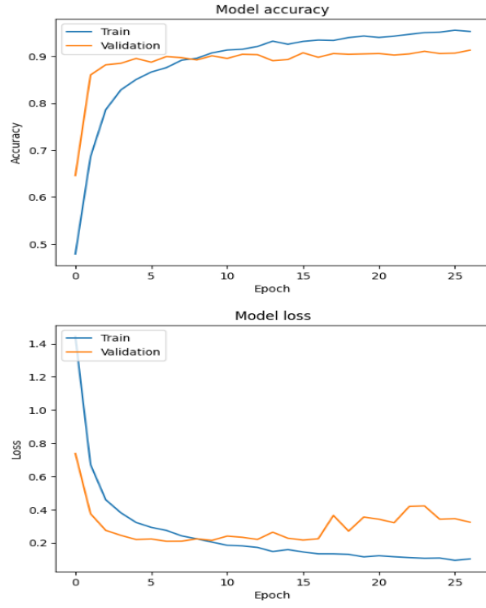 Model accuracy
Train
Validation
0.9
0.8
0.7
0.6
0.5
Accuracy
0 5 10 15 20 25
Epoch
Model loss
Train
Validation
1.4
1.2
1.0
0.8
0.6
0.4
0.2
Loss
0 5 10 15 20 25
Epoch